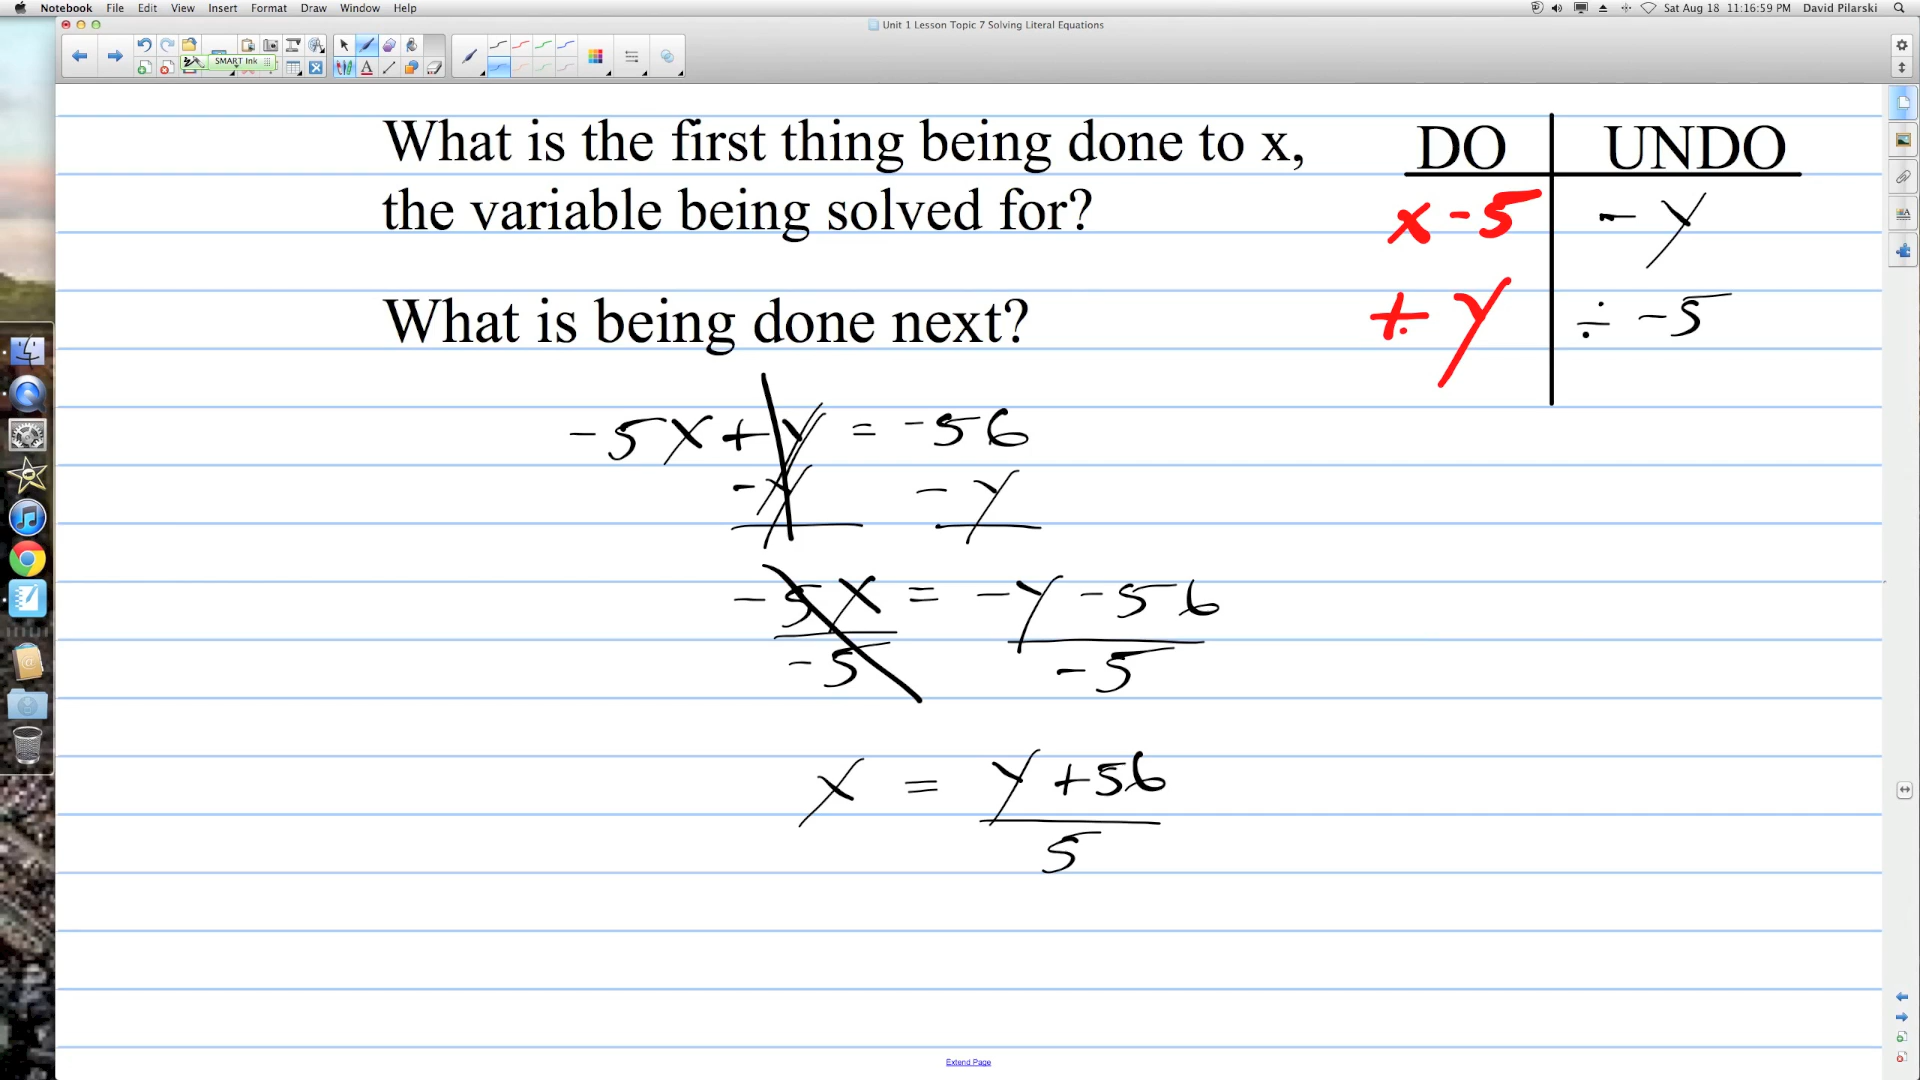 Notebook File Edit View Insert Format Draw Window Help Sat Aug 18 11:16:59 AM David Pilarski
Unit 1 Lesson Topic 7 Solving Literal Equations
SMART Ink
What is the first thing being done to x,
the variable being solved for?
What is being done next?
DO UNDO
x -5 - y
+ y ÷ -5
-5x + y = -56
-y - y
-5x = -y - 56
-5 -5
x = y + 56
5
Extend Page